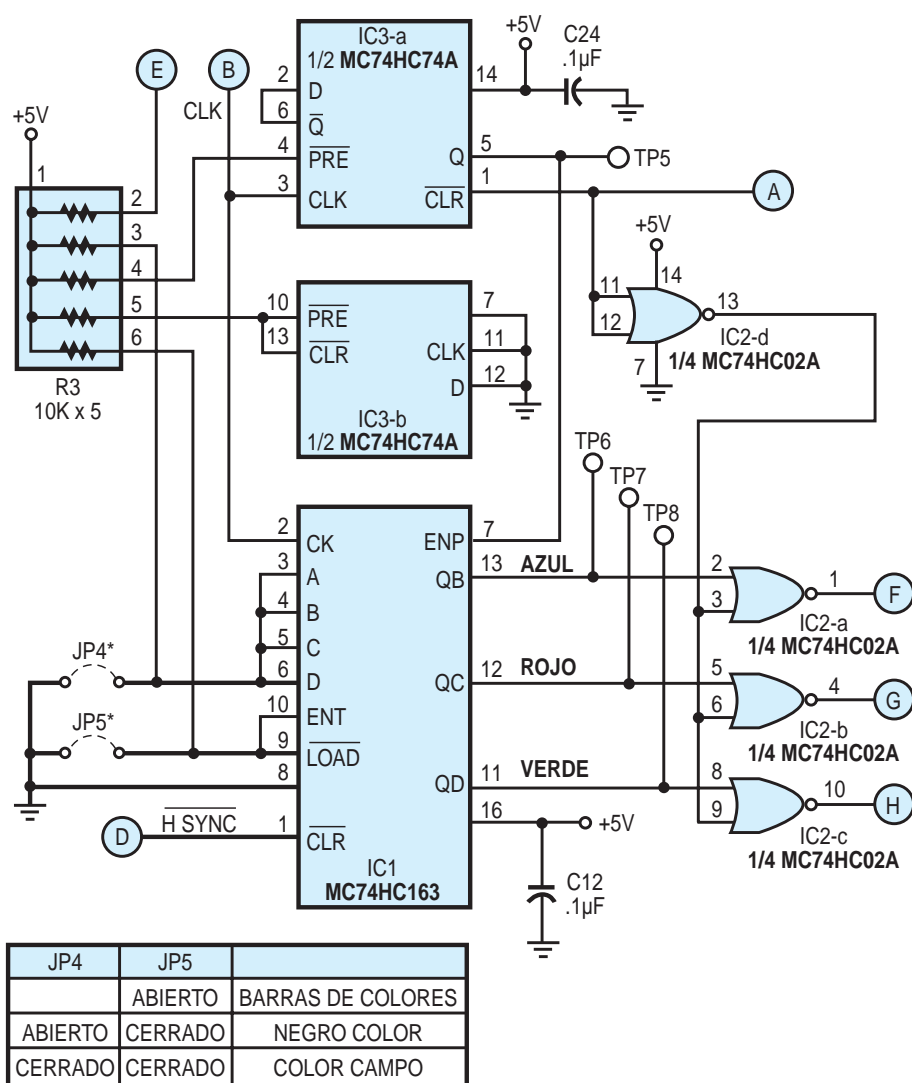 IC3-a
1/2 MC74HC74A
+5V
C24
.1µF
E
B
CLK
2
D
6
Q
4
PRE
3
CLK
14
Q
5
CLR
1
TP5
A
+5V
1
2
3
4
5
6
R3
10K x 5
+5V
14
11
12
13
7
IC2-d
1/4 MC74HC02A
10
PRE
13
CLR
7
CLK
11
D
12
IC3-b
1/2 MC74HC74A
TP6
TP7
TP8
2
CK
3
A
4
B
5
C
6
D
10
ENT
9
LOAD
8
1
CLR
ENP
7
QB
13
AZUL
QC
12
ROJO
QD
11
VERDE
16
+5V
IC1
MC74HC163
C12
.1µF
JP4*
JP5*
D
H SYNC
2
3
1
F
IC2-a
1/4 MC74HC02A
5
6
4
G
IC2-b
1/4 MC74HC02A
8
9
10
H
IC2-c
1/4 MC74HC02A
JP4 JP5
ABIERTO BARRAS DE COLORES
ABIERTO CERRADO NEGRO COLOR
CERRADO CERRADO COLOR CAMPO